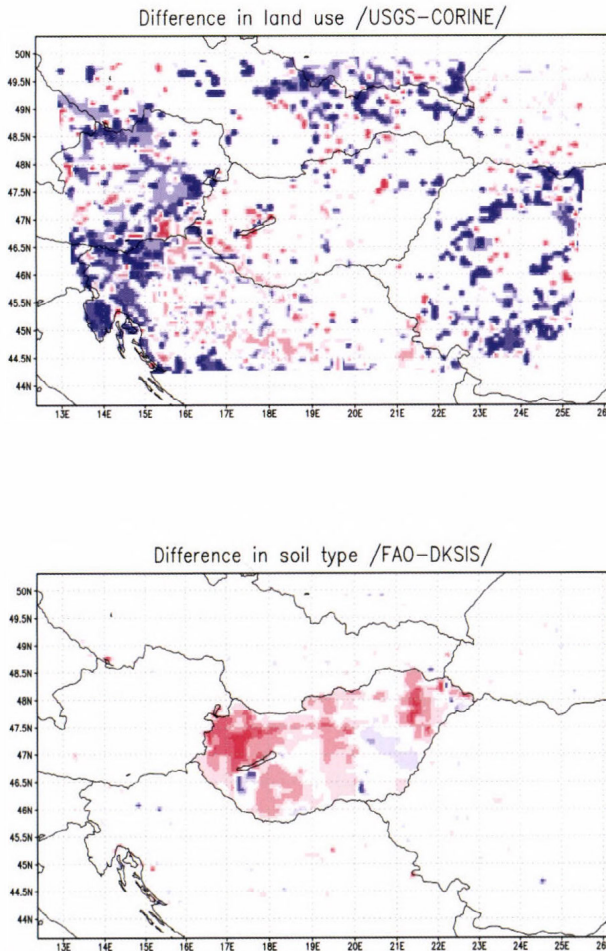 Difference in land use /USGS-CORINE/
50N
49.5N
49N
48.5N
48N
47.5N
47N
46.5N
46N
45.5N
45N
44.5N
44N
13E 14E 15E 16E 17E 18E 19E 20E 21E 22E 23E 24E 25E 26
Difference in soil type /FAO-DKSIS/
50N
49.5N
49N
48.5N
48N
47.5N
47N
46.5N
46N
45.5N
45N
44.5N
44N
13E 14E 15E 16E 17E 18E 19E 20E 21E 22E 23E 24E 25E 26